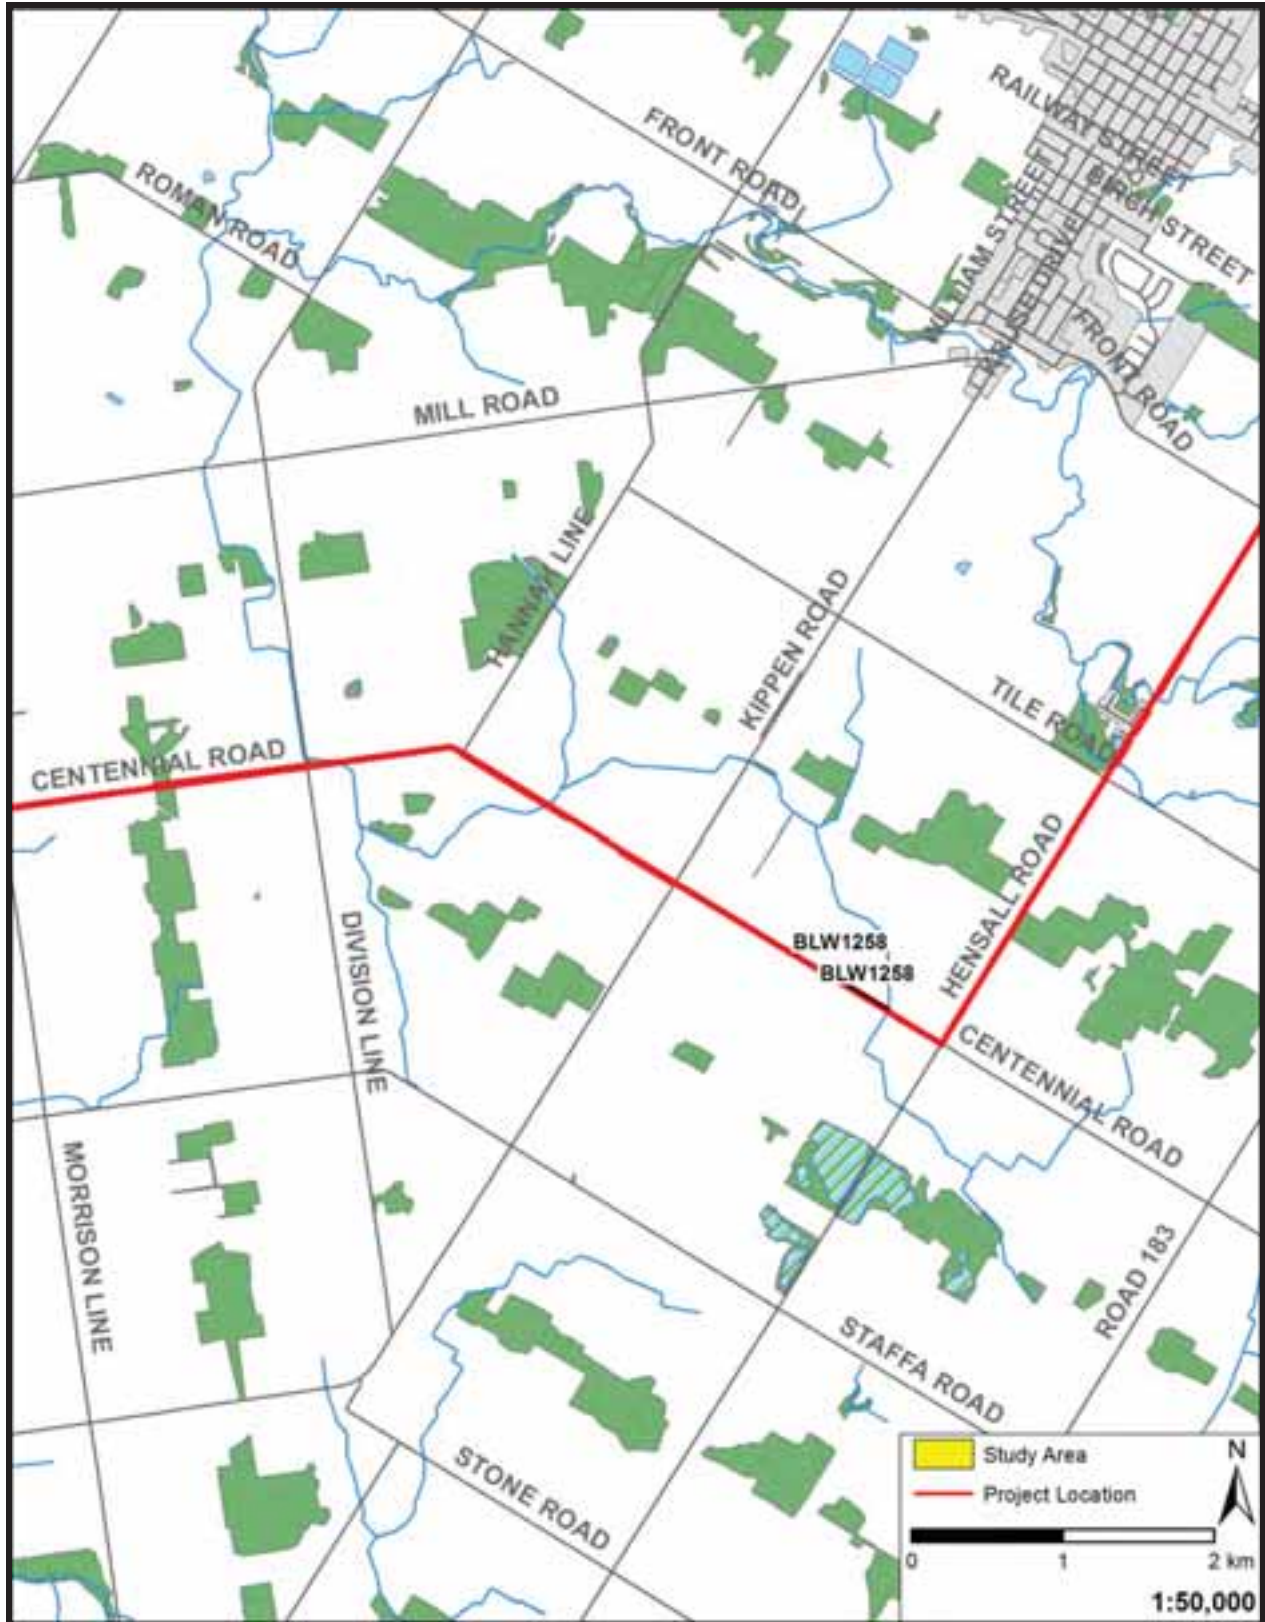 RAILWAY STREET
FRONT ROAD
BIRCH STREET
ROMAN ROAD
WILLIAM STREET
DRIVE
FRONT ROAD
MILL ROAD
HANNAH LINE
KIPPEN ROAD
TILE ROAD
CENTENNIAL ROAD
HENSALL ROAD
DIVISION LINE
BLW1258
BLW1258
CENTENNIAL ROAD
MORRISON LINE
ROAD 183
STAFFA ROAD
STONE ROAD
Study Area
N
Project Location
0 1 2 km
1:50,000